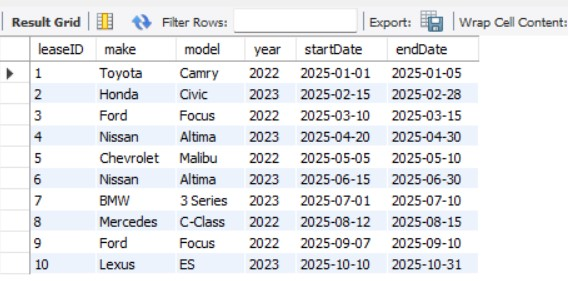 Result Grid Filter Rows: Export: Wrap Cell Content:
leaseID make model year startDate endDate
1 Toyota Camry 2022 2025-01-01 2025-01-05
2 Honda Civic 2023 2025-02-15 2025-02-28
3 Ford Focus 2022 2025-03-10 2025-03-15
4 Nissan Altima 2023 2025-04-20 2025-04-30
5 Chevrolet Malibu 2022 2025-05-05 2025-05-10
6 Nissan Altima 2023 2025-06-15 2025-06-30
7 BMW 3 Series 2023 2025-07-01 2025-07-10
8 Mercedes C-Class 2022 2025-08-12 2025-08-15
9 Ford Focus 2022 2025-09-07 2025-09-10
10 Lexus ES 2023 2025-10-10 2025-10-31